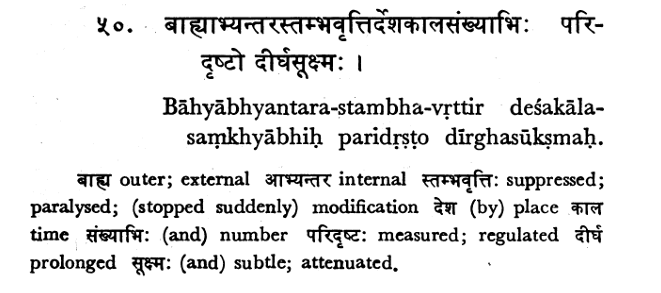 ५०. बाह्याभ्यन्तरस्तम्भवृत्तिर्देशकालसंख्याभिः परि-
दृष्टो दीर्घसूक्ष्मः ।
Bāhyābhyantara-stambha-vṛttir deśakāla-
saṃkhyābhiḥ paridṛṣṭo dīrghasūkṣmaḥ.
बाह्य outer; external आभ्यन्तर internal स्तम्भवृत्तिः suppressed;
paralysed; (stopped suddenly) modification देश (by) place काल
time संख्याभिः (and) number परिदृष्टः measured; regulated दीर्घ
prolonged सूक्ष्मः (and) subtle; attenuated.